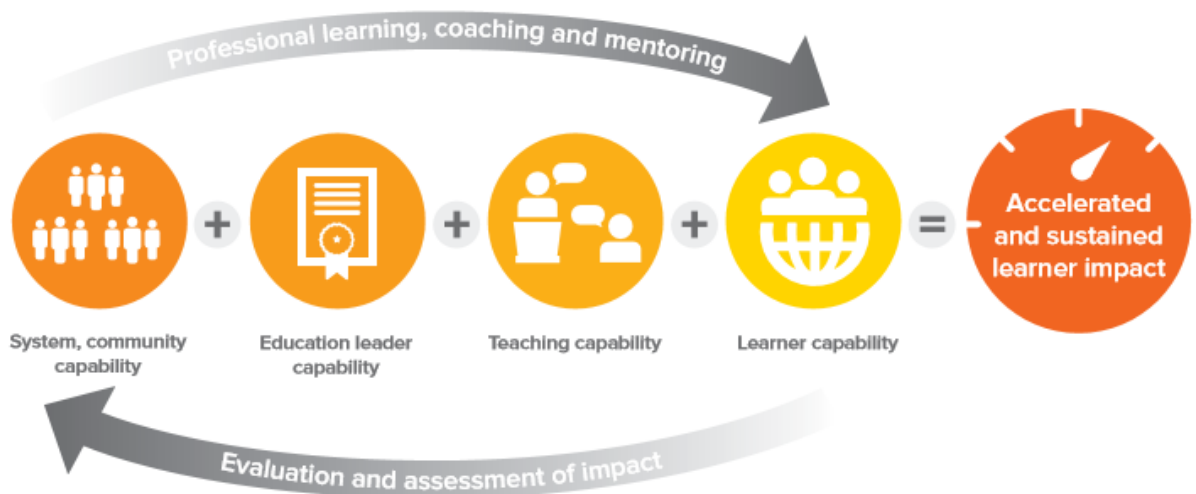 Professional learning, coaching and mentoring
+
+
+
=
Accelerated
and sustained
learner impact
System, community
capability
Education leader
capability
Teaching capability
Learner capability
Evaluation and assessment of impact